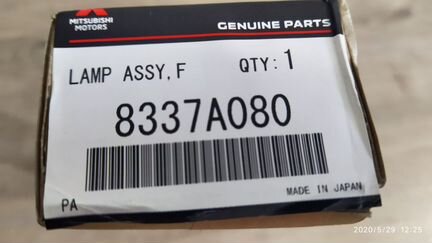 MITSUBISHI
MOTORS
GENUINE PARTS
LAMP ASSY,F QTY:1
8337A080
PA MADE IN JAPAN
2020/5/29 12:25